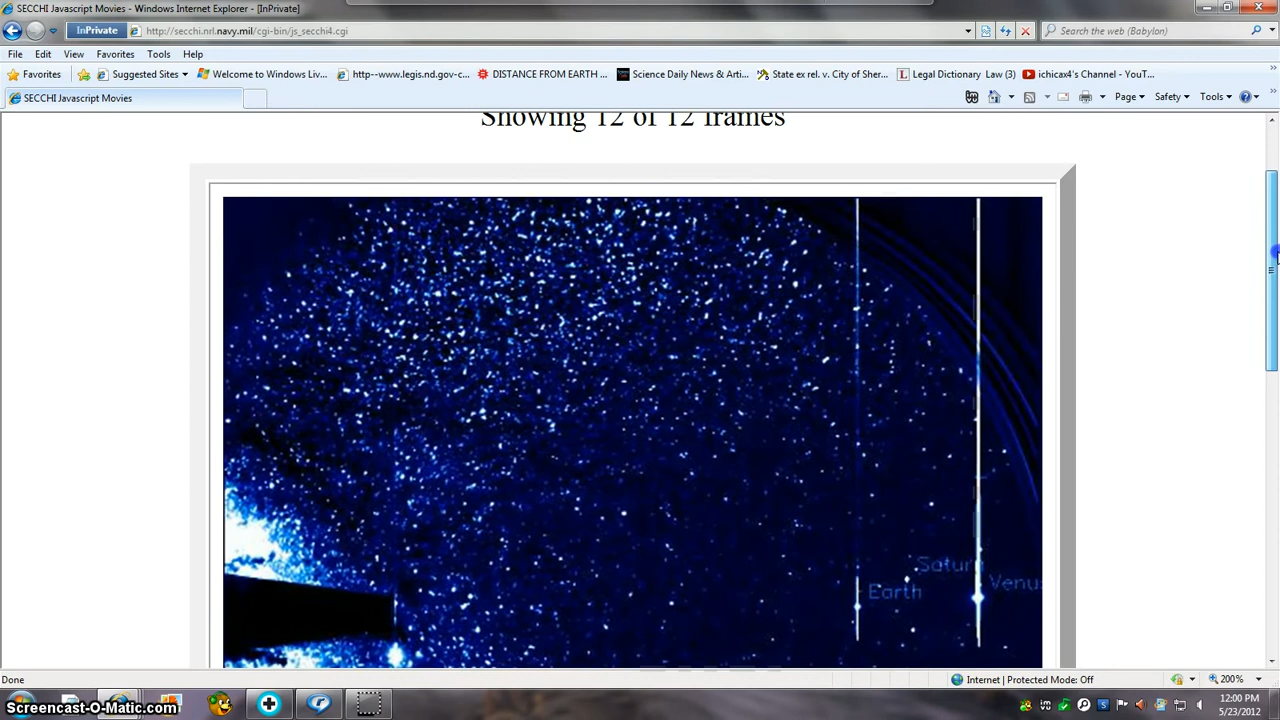 SECCHI Javascript Movies - Windows Internet Explorer - [InPrivate]
InPrivate http://secchi.nrl.navy.mil/cgi-bin/js_secchi4.cgi Search the web (Babylon)
File Edit View Favorites Tools Help
Favorites Suggested Sites Welcome to Windows Liv... http--www.legis.nd.gov-c... DISTANCE FROM EARTH ... Science Daily News & Arti... State ex rel. v. City of Sher... Legal Dictionary Law (3) ichicax4's Channel - YouT...
SECCHI Javascript Movies Page Safety Tools
Showing 12 of 12 frames
Saturn
Earth Venus
Done Internet | Protected Mode: Off 200%
Screencast-O-Matic.com 12:00 PM
5/23/2012